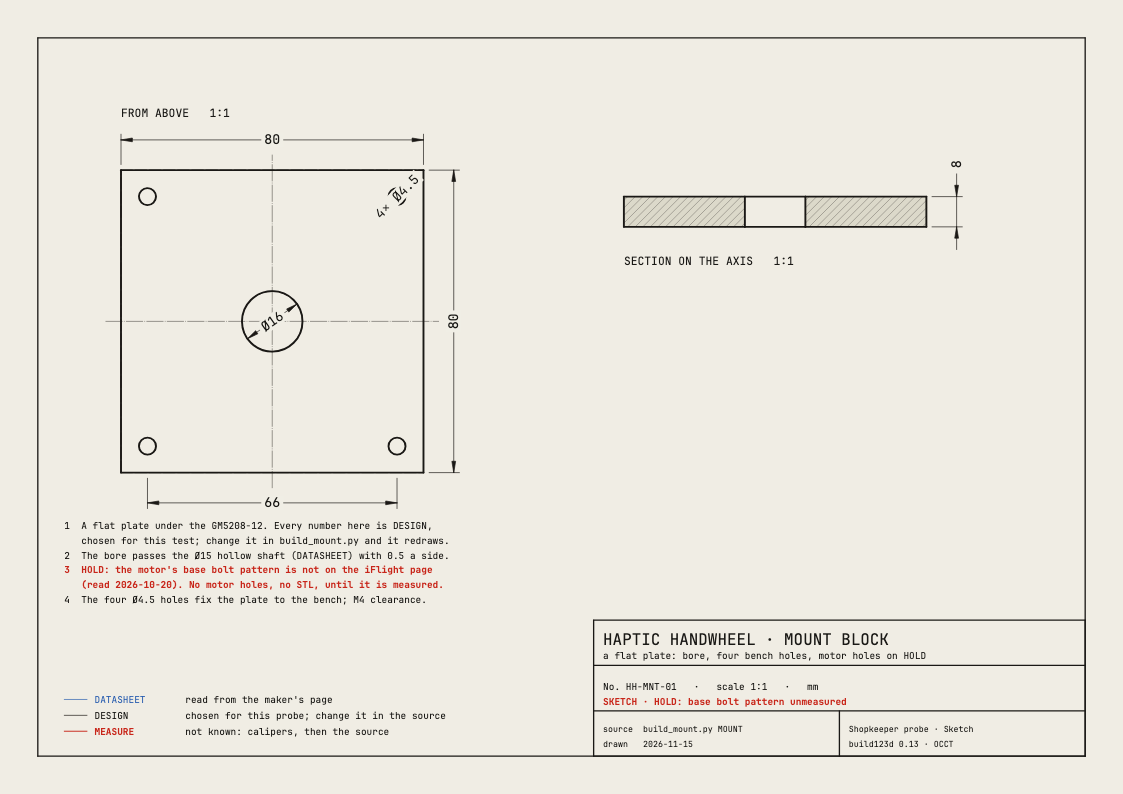 FROM ABOVE 1:1
80
4× Ø4.5
8
80
Ø16
SECTION ON THE AXIS 1:1
66
1 A flat plate under the GM5208-12. Every number here is DESIGN,
chosen for this test; change it in build_mount.py and it redraws.
2 The bore passes the Ø15 hollow shaft (DATASHEET) with 0.5 a side.
3 HOLD: the motor's base bolt pattern is not on the iFlight page
(read 2026-10-20). No motor holes, no STL, until it is measured.
4 The four Ø4.5 holes fix the plate to the bench; M4 clearance.
DATASHEET read from the maker's page
DESIGN chosen for this probe; change it in the source
MEASURE not known: calipers, then the source
HAPTIC HANDWHEEL · MOUNT BLOCK
a flat plate: bore, four bench holes, motor holes on HOLD
No. HH-MNT-01 · scale 1:1 · mm
SKETCH · HOLD: base bolt pattern unmeasured
source build_mount.py MOUNT
drawn 2026-11-15
Shopkeeper probe · Sketch
build123d 0.13 · OCCT